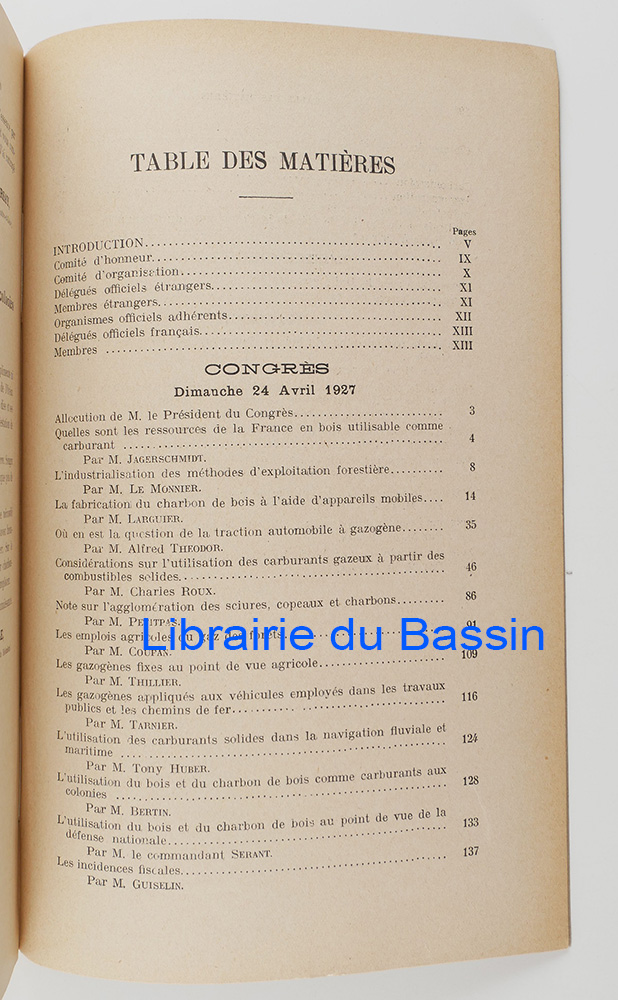 TABLE DES MATIÈRES
Pages
INTRODUCTION V
Comité d'honneur IX
Comité d'organisation X
Délégués officiels étrangers XI
Membres étrangers XI
Organismes officiels adhérents XII
Délégués officiels français XIII
Membres XIII
CONGRÈS
Dimanche 24 Avril 1927
Allocution de M. le Président du Congrès 3
Quelles sont les ressources de la France en bois utilisable comme
carburant 4
Par M. JAGERSCHMIDT.
L'industrialisation des méthodes d'exploitation forestière 8
Par M. LE MONNIER.
La fabrication du charbon de bois à l'aide d'appareils mobiles 14
Par M. LARGUIER.
Où en est la question de la traction automobile à gazogène 35
Par M. Alfred THEODOR.
Considérations sur l'utilisation des carburants gazeux à partir des
combustibles solides 46
Par M. Charles ROUX.
Note sur l'agglomération des sciures, copeaux et charbons 86
Par M. PETITPAS.
Les emplois agricoles du gaz des forêts 91
Librairie du Bassin
Par M. COUPAN.
Les gazogènes fixes au point de vue agricole 109
Par M. THILLIER.
Les gazogènes appliqués aux véhicules employés dans les travaux
publics et les chemins de fer 116
Par M. TARNIER.
L'utilisation des carburants solides dans la navigation fluviale et
maritime 124
Par M. Tony HUBER.
L'utilisation du bois et du charbon de bois comme carburants aux
colonies 128
Par M. BERTIN.
L'utilisation du bois et du charbon de bois au point de vue de la
défense nationale 133
Par M. le commandant SERANT.
Les incidences fiscales 137
Par M. GUISELIN.